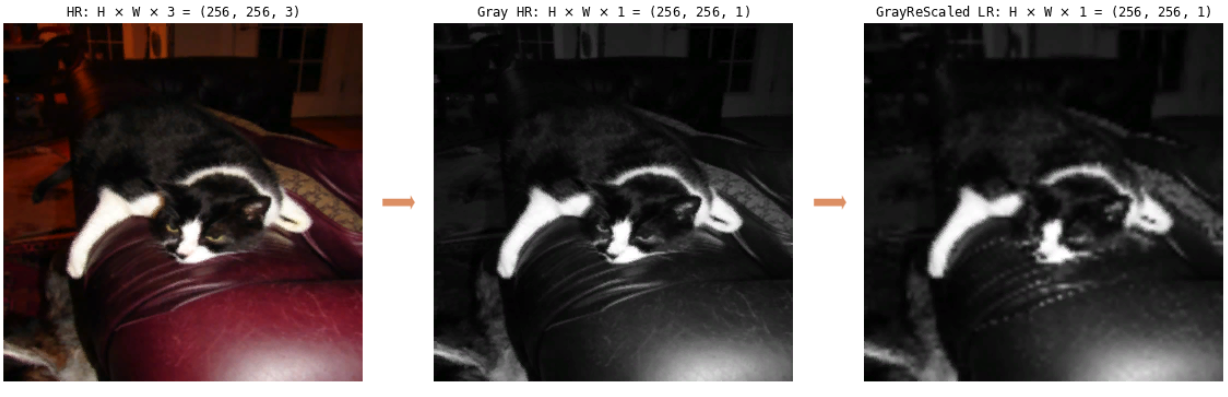 HR: H × W × 3 = (256, 256, 3)
Gray HR: H × W × 1 = (256, 256, 1)
GrayReScaled LR: H × W × 1 = (256, 256, 1)